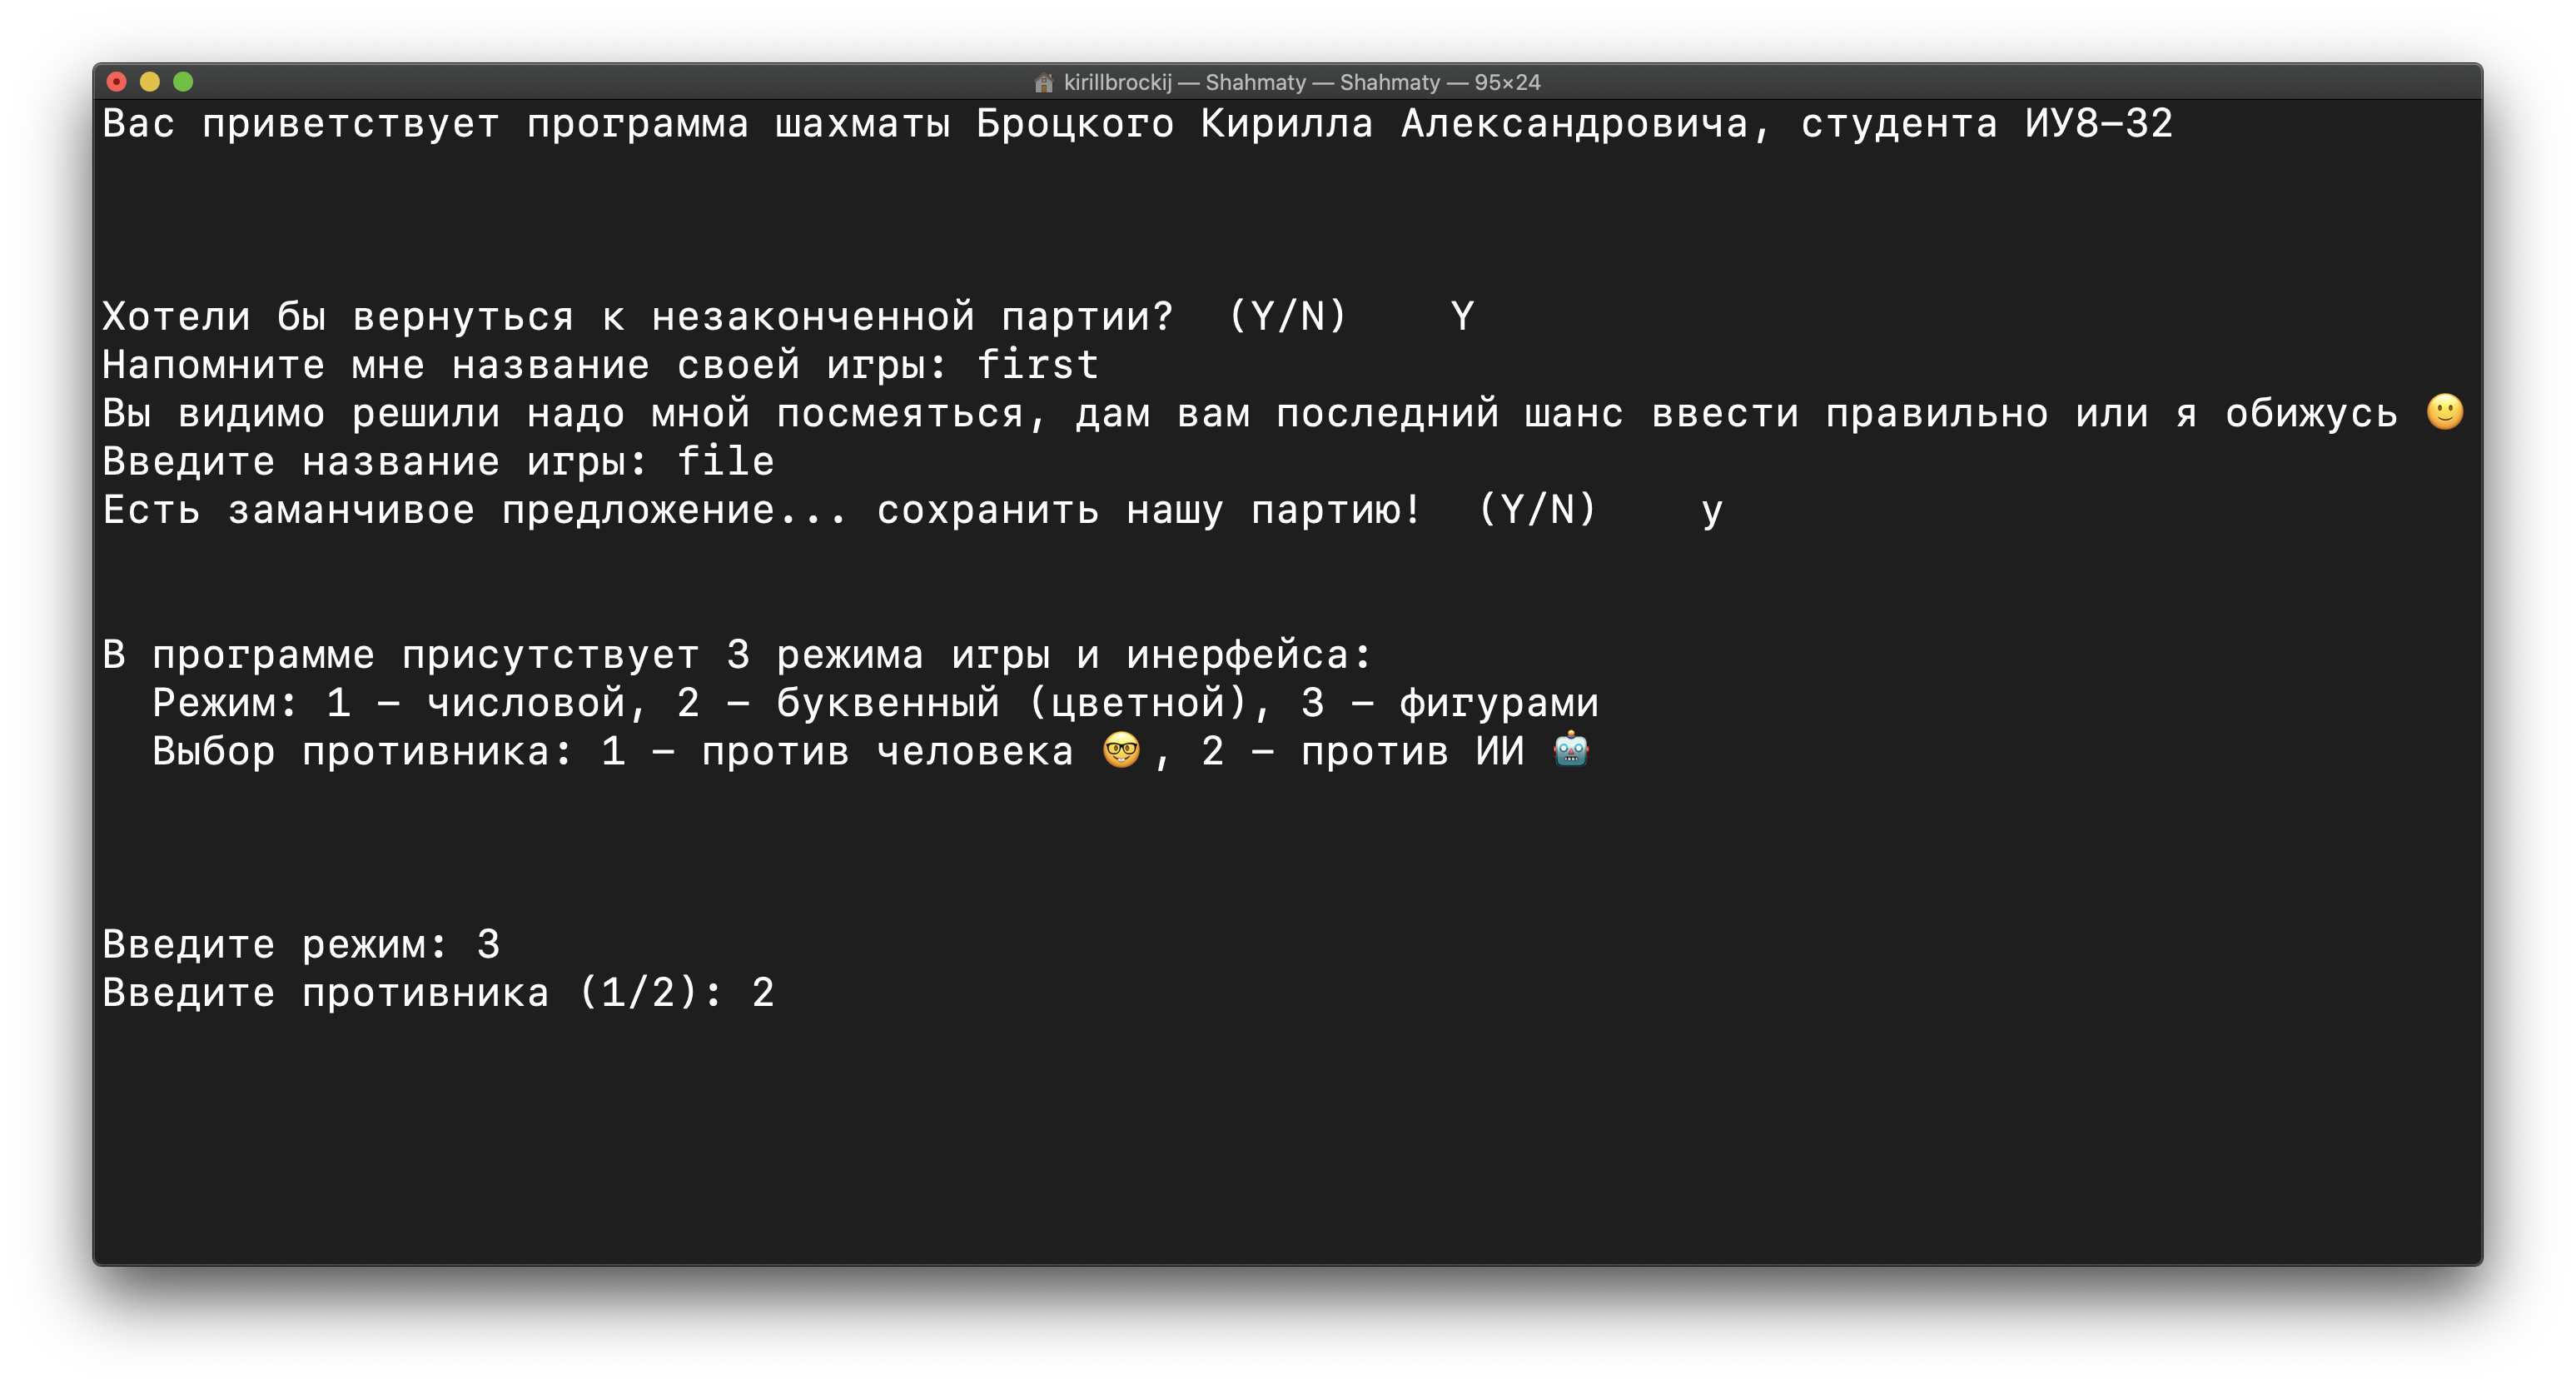 kirillbrockij — Shahmaty — Shahmaty — 95×24
Вас приветствует программа шахматы Броцкого Кирилла Александровича, студента ИУ8-32
Хотели бы вернуться к незаконченной партии?  (Y/N)    Y
Напомните мне название своей игры: first
Вы видимо решили надо мной посмеяться, дам вам последний шанс ввести правильно или я обижусь 🙂
Введите название игры: file
Есть заманчивое предложение... сохранить нашу партию!  (Y/N)    y
В программе присутствует 3 режима игры и инерфейса:
  Режим: 1 – числовой, 2 – буквенный (цветной), 3 – фигурами
  Выбор противника: 1 – против человека 🤓, 2 – против ИИ 🤖
Введите режим: 3
Введите противника (1/2): 2